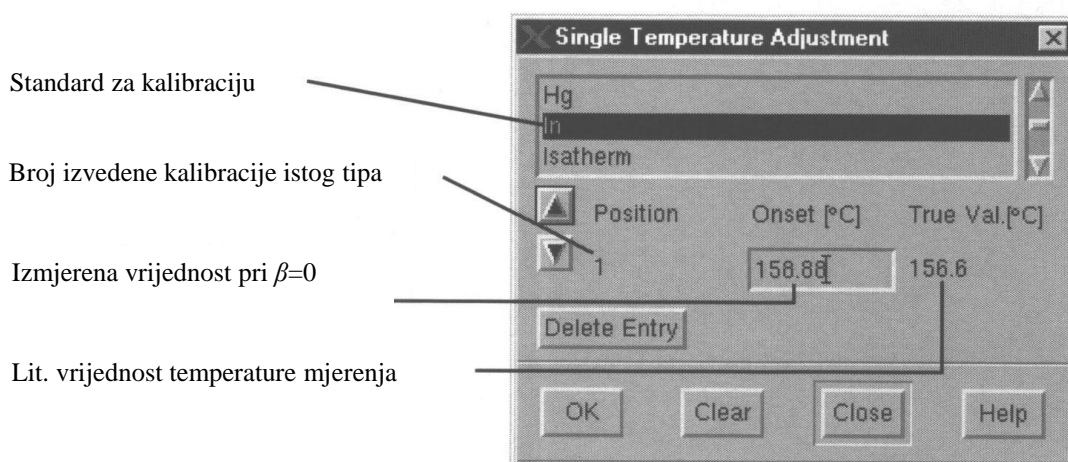 Single Temperature Adjustment
Standard za kalibraciju
Hg
In
Isatherm
Broj izvedene kalibracije istog tipa
Position Onset [°C] True Val.[°C]
Izmjerena vrijednost pri β=0
1 158.88 156.6
Delete Entry
Lit. vrijednost temperature mjerenja
OK Clear Close Help